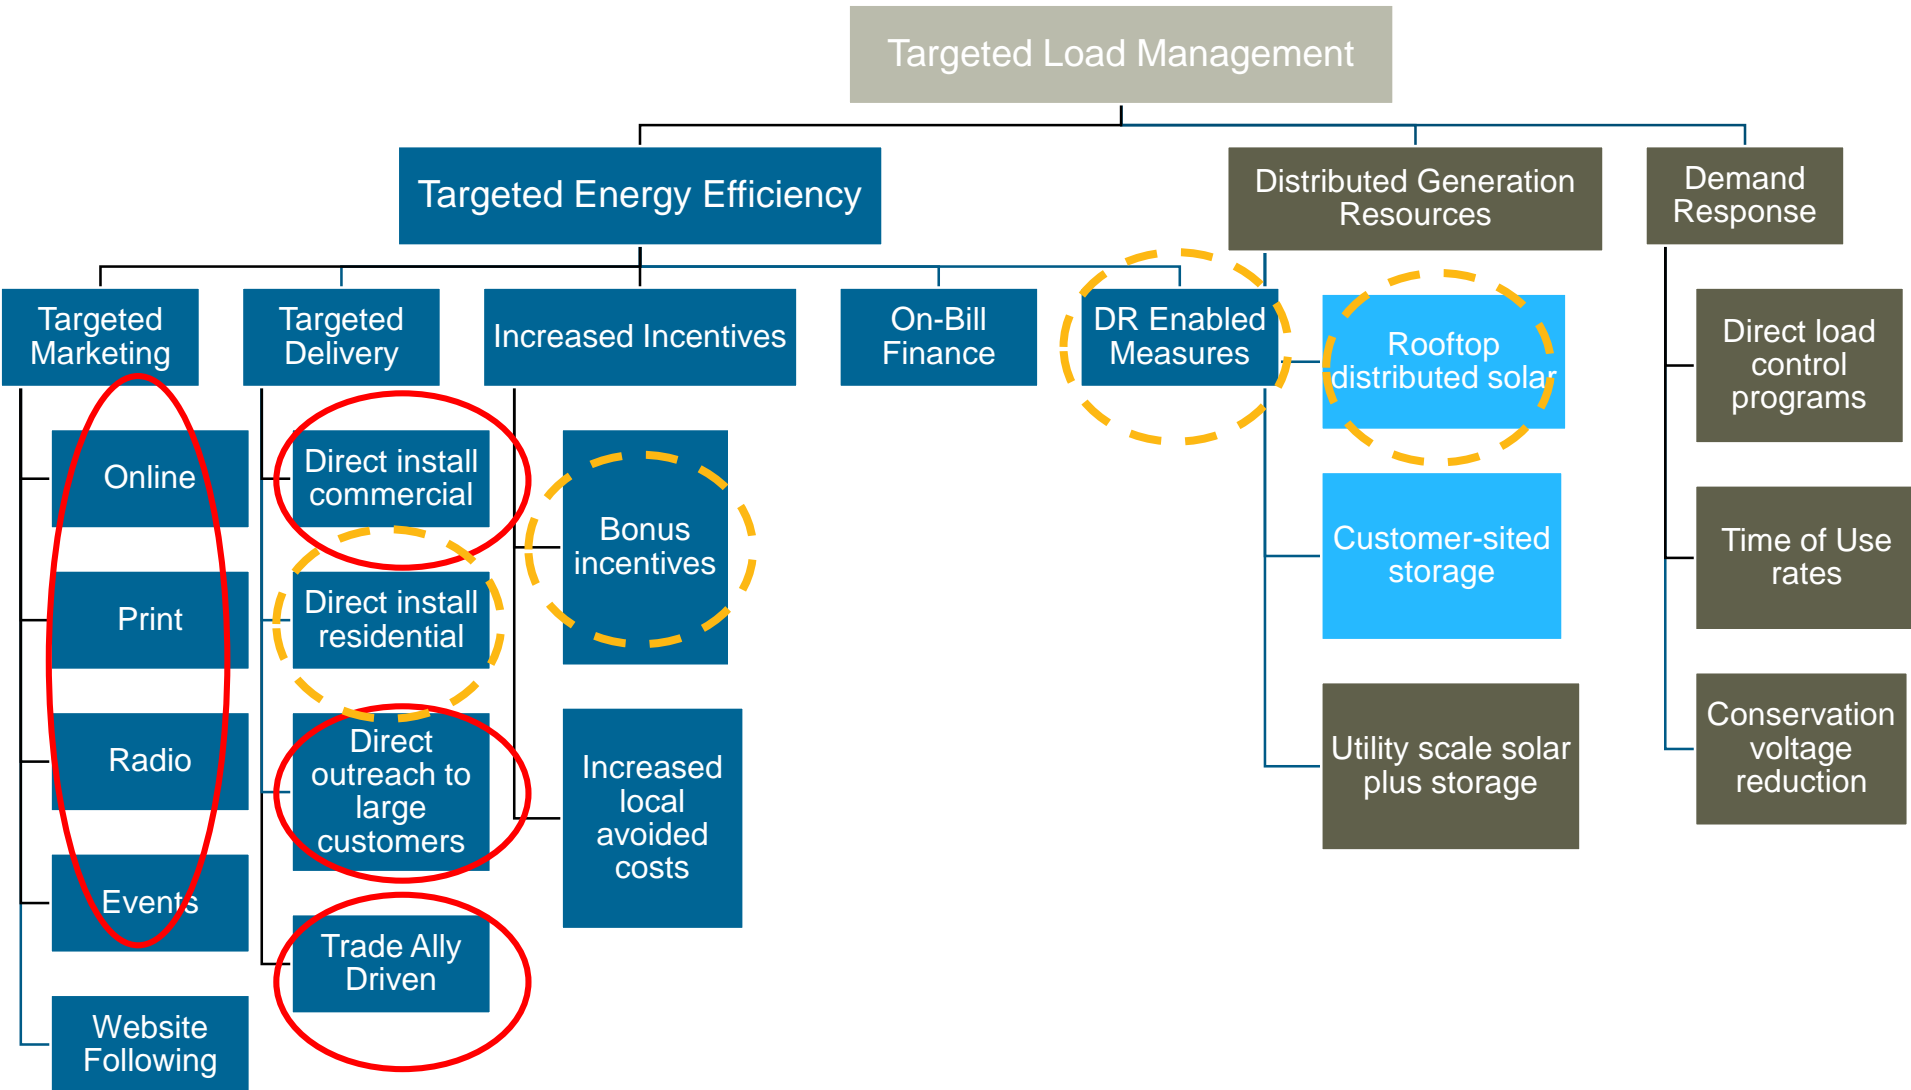 Targeted Load Management
Targeted Energy Efficiency
Distributed Generation
Resources
Demand
Response
Targeted
Marketing
Online
Print
Radio
Events
Website
Following
Targeted
Delivery
Direct install
commercial
Direct install
residential
Direct
outreach to
large
customers
Trade Ally
Driven
Increased Incentives
Bonus
incentives
Increased
local
avoided
costs
On-Bill
Finance
DR Enabled
Measures
Rooftop
distributed solar
Customer-sited
storage
Utility scale solar
plus storage
Direct load
control
programs
Time of Use
rates
Conservation
voltage
reduction